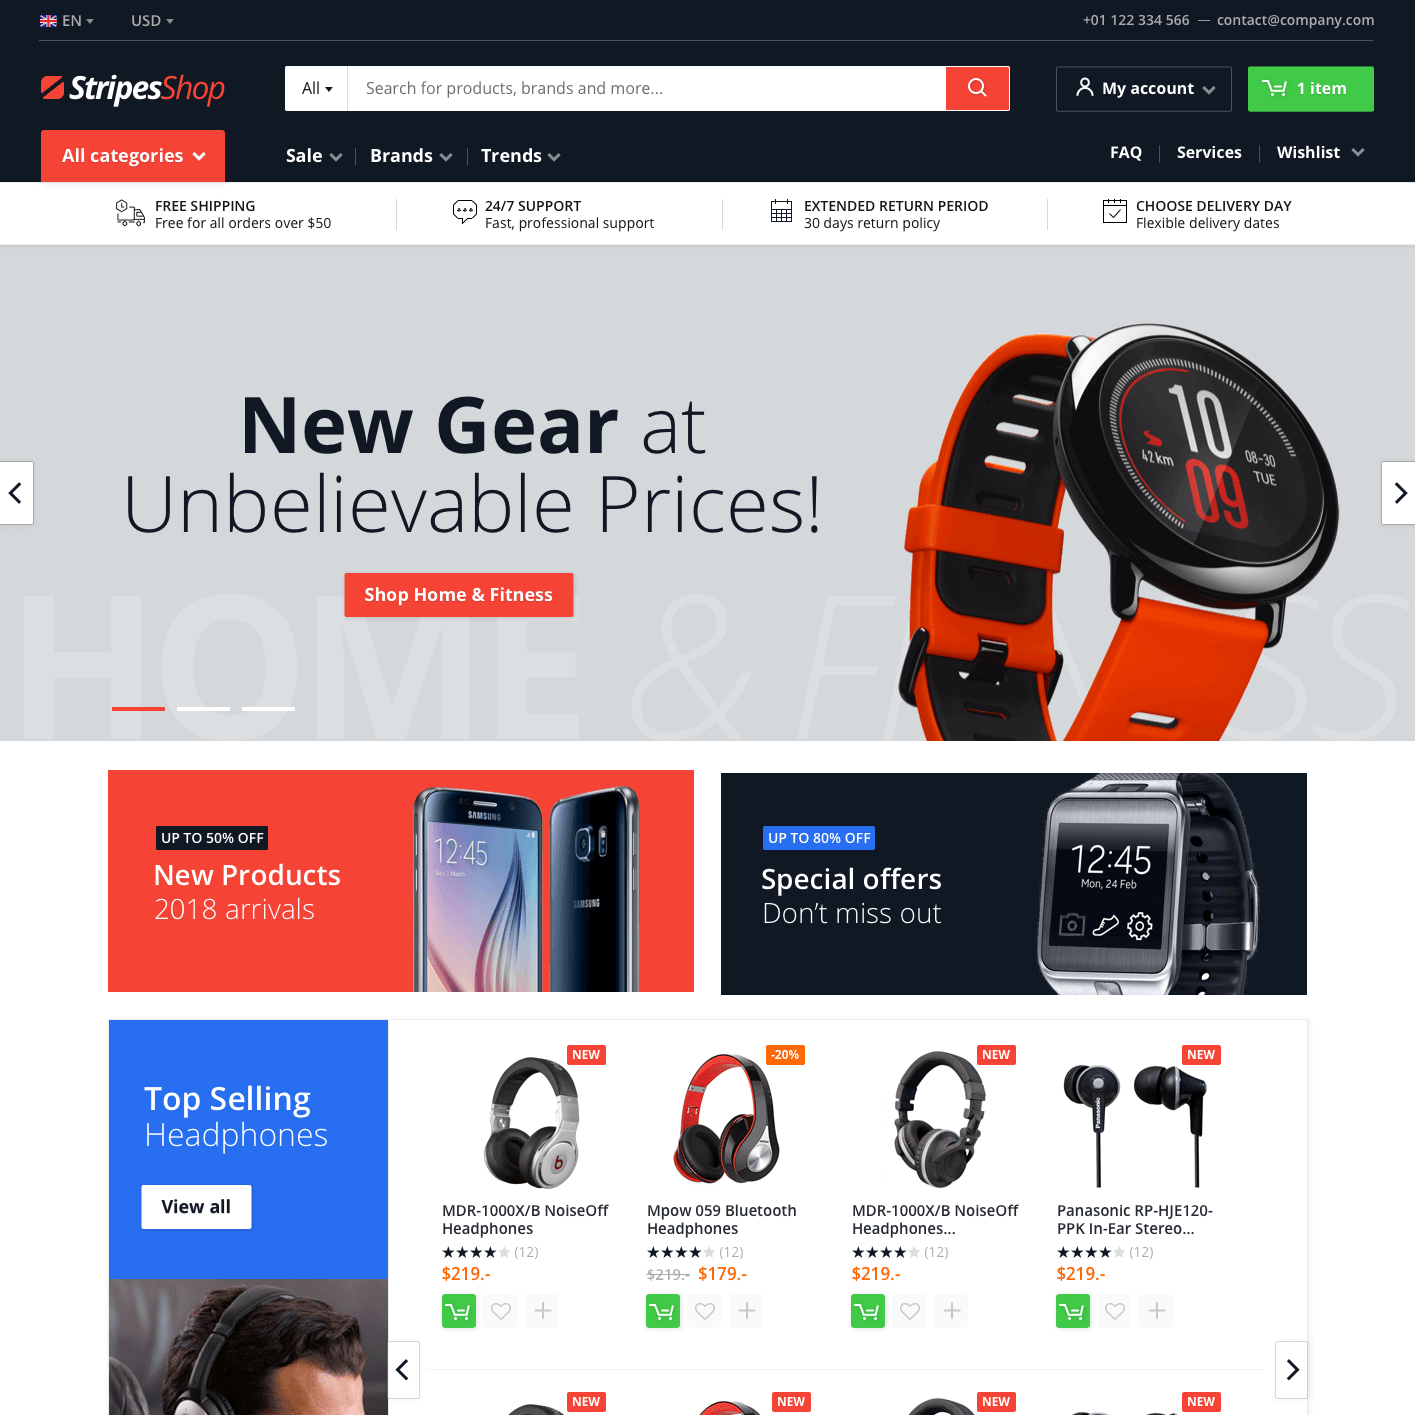 EN USD +01 122 334 566 — contact@company.com
StripesShop All Search for products, brands and more... My account 1 item
All categories Sale Brands Trends FAQ Services Wishlist
FREE SHIPPING
Free for all orders over $50
24/7 SUPPORT
Fast, professional support
EXTENDED RETURN PERIOD
30 days return policy
CHOOSE DELIVERY DAY
Flexible delivery dates
New Gear at
Unbelievable Prices!
Shop Home & Fitness
HOME & FITNESS
10
09
42km
08-30
TUE
UP TO 50% OFF
New Products
2018 arrivals
SAMSUNG
12:45
Sun, 1 March
SAMSUNG
UP TO 80% OFF
Special offers
Don't miss out
12:45
Mon, 24 Feb
Top Selling
Headphones
View all
NEW
b
MDR-1000X/B NoiseOff
Headphones
(12)
$219.-
-20%
Mpow 059 Bluetooth
Headphones
(12)
$219.- $179.-
NEW
MDR-1000X/B NoiseOff
Headphones...
(12)
$219.-
NEW
Panasonic
Panasonic RP-HJE120-
PPK In-Ear Stereo...
(12)
$219.-
NEW
NEW
NEW
NEW